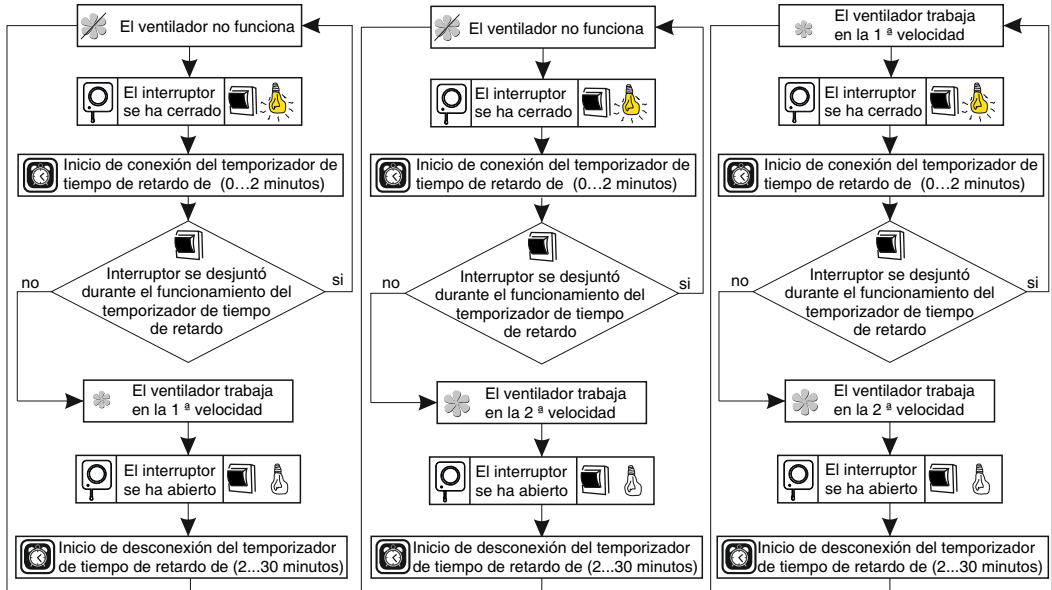 El ventilador no funciona
El interruptor
se ha cerrado
Inicio de conexión del temporizador de
tiempo de retardo de (0...2 minutos)
no
si
Interruptor se desjuntó
durante el funcionamiento del
temporizador de tiempo
de retardo
El ventilador trabaja
en la 1 ª velocidad
El interruptor
se ha abierto
Inicio de desconexión del temporizador
de tiempo de retardo de (2...30 minutos)
El ventilador no funciona
El interruptor
se ha cerrado
Inicio de conexión del temporizador de
tiempo de retardo de (0...2 minutos)
no
si
Interruptor se desjuntó
durante el funcionamiento del
temporizador de tiempo
de retardo
El ventilador trabaja
en la 2 ª velocidad
El interruptor
se ha abierto
Inicio de desconexión del temporizador
de tiempo de retardo de (2...30 minutos)
El ventilador trabaja
en la 1 ª velocidad
El interruptor
se ha cerrado
Inicio de conexión del temporizador de
tiempo de retardo de (0...2 minutos)
no
si
Interruptor se desjuntó
durante el funcionamiento del
temporizador de tiempo
de retardo
El ventilador trabaja
en la 2 ª velocidad
El interruptor
se ha abierto
Inicio de desconexión del temporizador
de tiempo de retardo de (2...30 minutos)